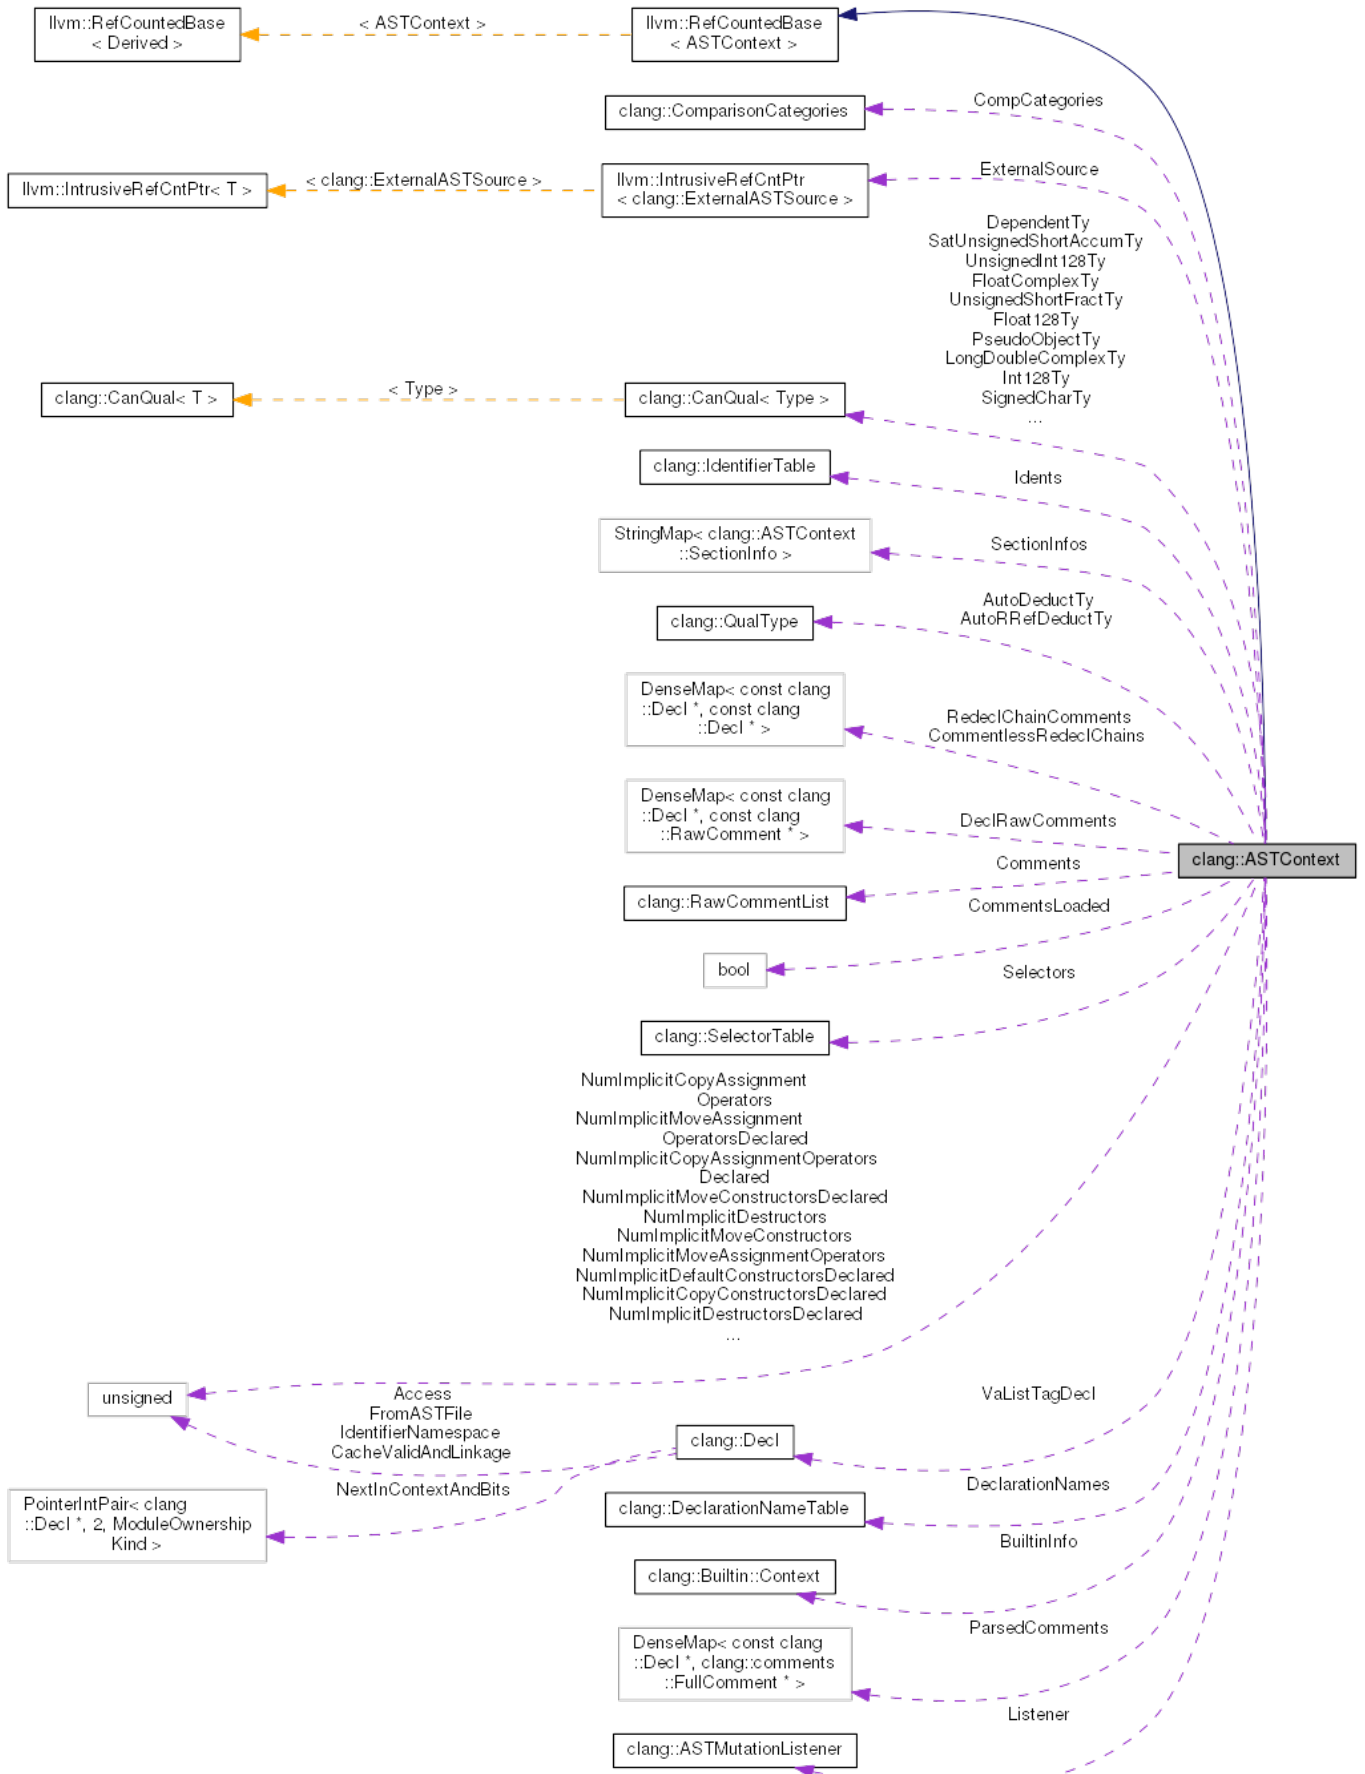 llvm::RefCountedBase
< Derived >
< ASTContext >
llvm::RefCountedBase
< ASTContext >
clang::ComparisonCategories
CompCategories
llvm::IntrusiveRefCntPtr< T >
< clang::ExternalASTSource >
llvm::IntrusiveRefCntPtr
< clang::ExternalASTSource >
ExternalSource
DependentTy
SatUnsignedShortAccumTy
UnsignedInt128Ty
FloatComplexTy
UnsignedShortFractTy
Float128Ty
PseudoObjectTy
LongDoubleComplexTy
Int128Ty
SignedCharTy
...
clang::CanQual< T >
< Type >
clang::CanQual< Type >
clang::IdentifierTable
Idents
StringMap< clang::ASTContext
::SectionInfo >
SectionInfos
clang::QualType
AutoDeductTy
AutoRRefDeductTy
DenseMap< const clang
::Decl *, const clang
::Decl * >
RedeclChainComments
CommentlessRedeclChains
DenseMap< const clang
::Decl *, const clang
::RawComment * >
DeclRawComments
clang::ASTContext
Comments
clang::RawCommentList
CommentsLoaded
bool
Selectors
clang::SelectorTable
NumImplicitCopyAssignment
Operators
NumImplicitMoveAssignment
OperatorsDeclared
NumImplicitCopyAssignmentOperators
Declared
NumImplicitMoveConstructorsDeclared
NumImplicitDestructors
NumImplicitMoveConstructors
NumImplicitMoveAssignmentOperators
NumImplicitDefaultConstructorsDeclared
NumImplicitCopyConstructorsDeclared
NumImplicitDestructorsDeclared
...
unsigned
Access
FromASTFile
IdentifierNamespace
CacheValidAndLinkage
NextInContextAndBits
clang::Decl
VaListTagDecl
PointerIntPair< clang
::Decl *, 2, ModuleOwnership
Kind >
clang::DeclarationNameTable
DeclarationNames
clang::Builtin::Context
BuiltinInfo
DenseMap< const clang
::Decl *, clang::comments
::FullComment * >
ParsedComments
clang::ASTMutationListener
Listener